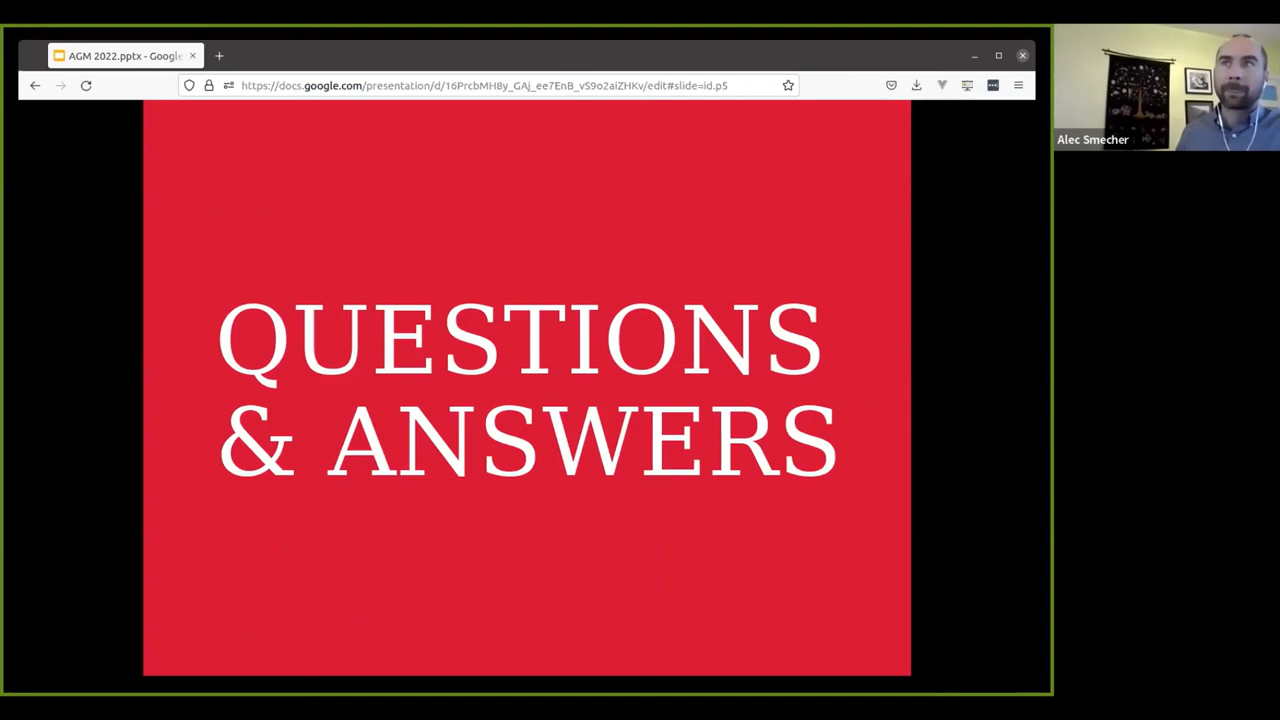 AGM 2022.pptx - Google
https://docs.google.com/presentation/d/16PrcbMH8y_GAj_ee7EnB_vS9o2aiZHKv/edit#slide=id.p5
Alec Smecher
QUESTIONS
& ANSWERS